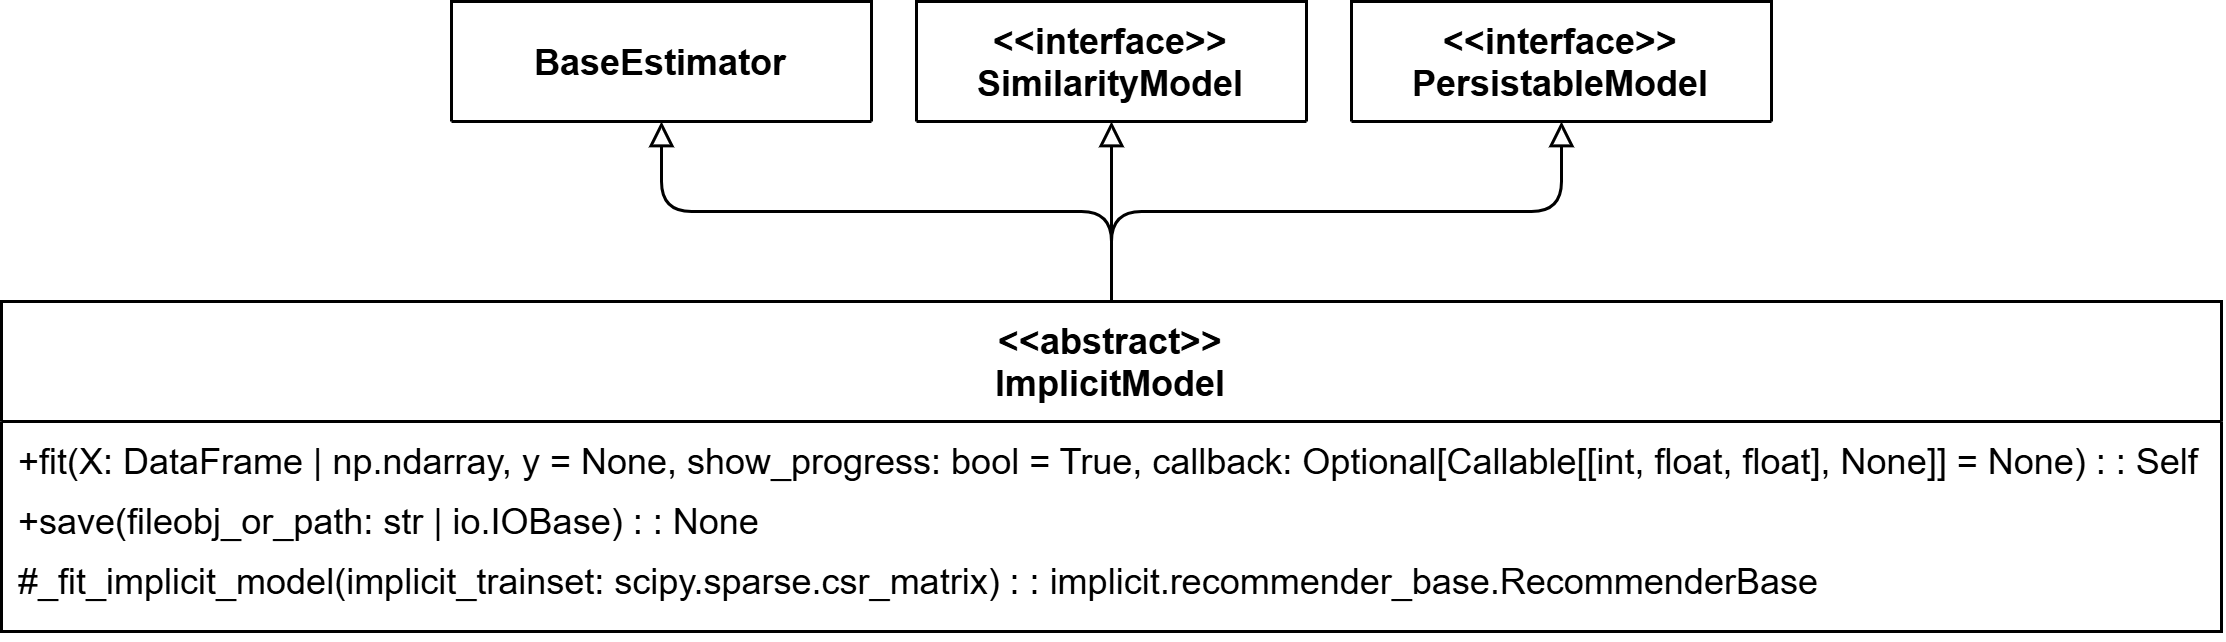 BaseEstimator
<<interface>>
SimilarityModel
<<interface>>
PersistableModel
<<abstract>>
ImplicitModel
+fit(X: DataFrame | np.ndarray, y = None, show_progress: bool = True, callback: Optional[Callable[[int, float, float], None]] = None) : : Self
+save(fileobj_or_path: str | io.IOBase) : : None
#_fit_implicit_model(implicit_trainset: scipy.sparse.csr_matrix) : : implicit.recommender_base.RecommenderBase